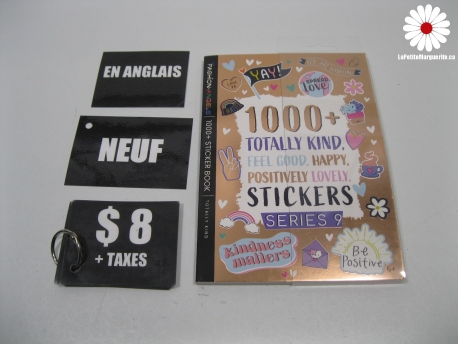 LaPetiteMarguerite.co
EN ANGLAIS
NEUF
$ 8
+ TAXES
1000+ STICKER BOOK
TOTALLY KIND
YAY!
SPREAD
Love
1000+
TOTALLY KIND,
FEEL GOOD, HAPPY,
POSITIVELY LOVELY,
STICKERS
SERIES 9
kindness
matters
Be
Positive